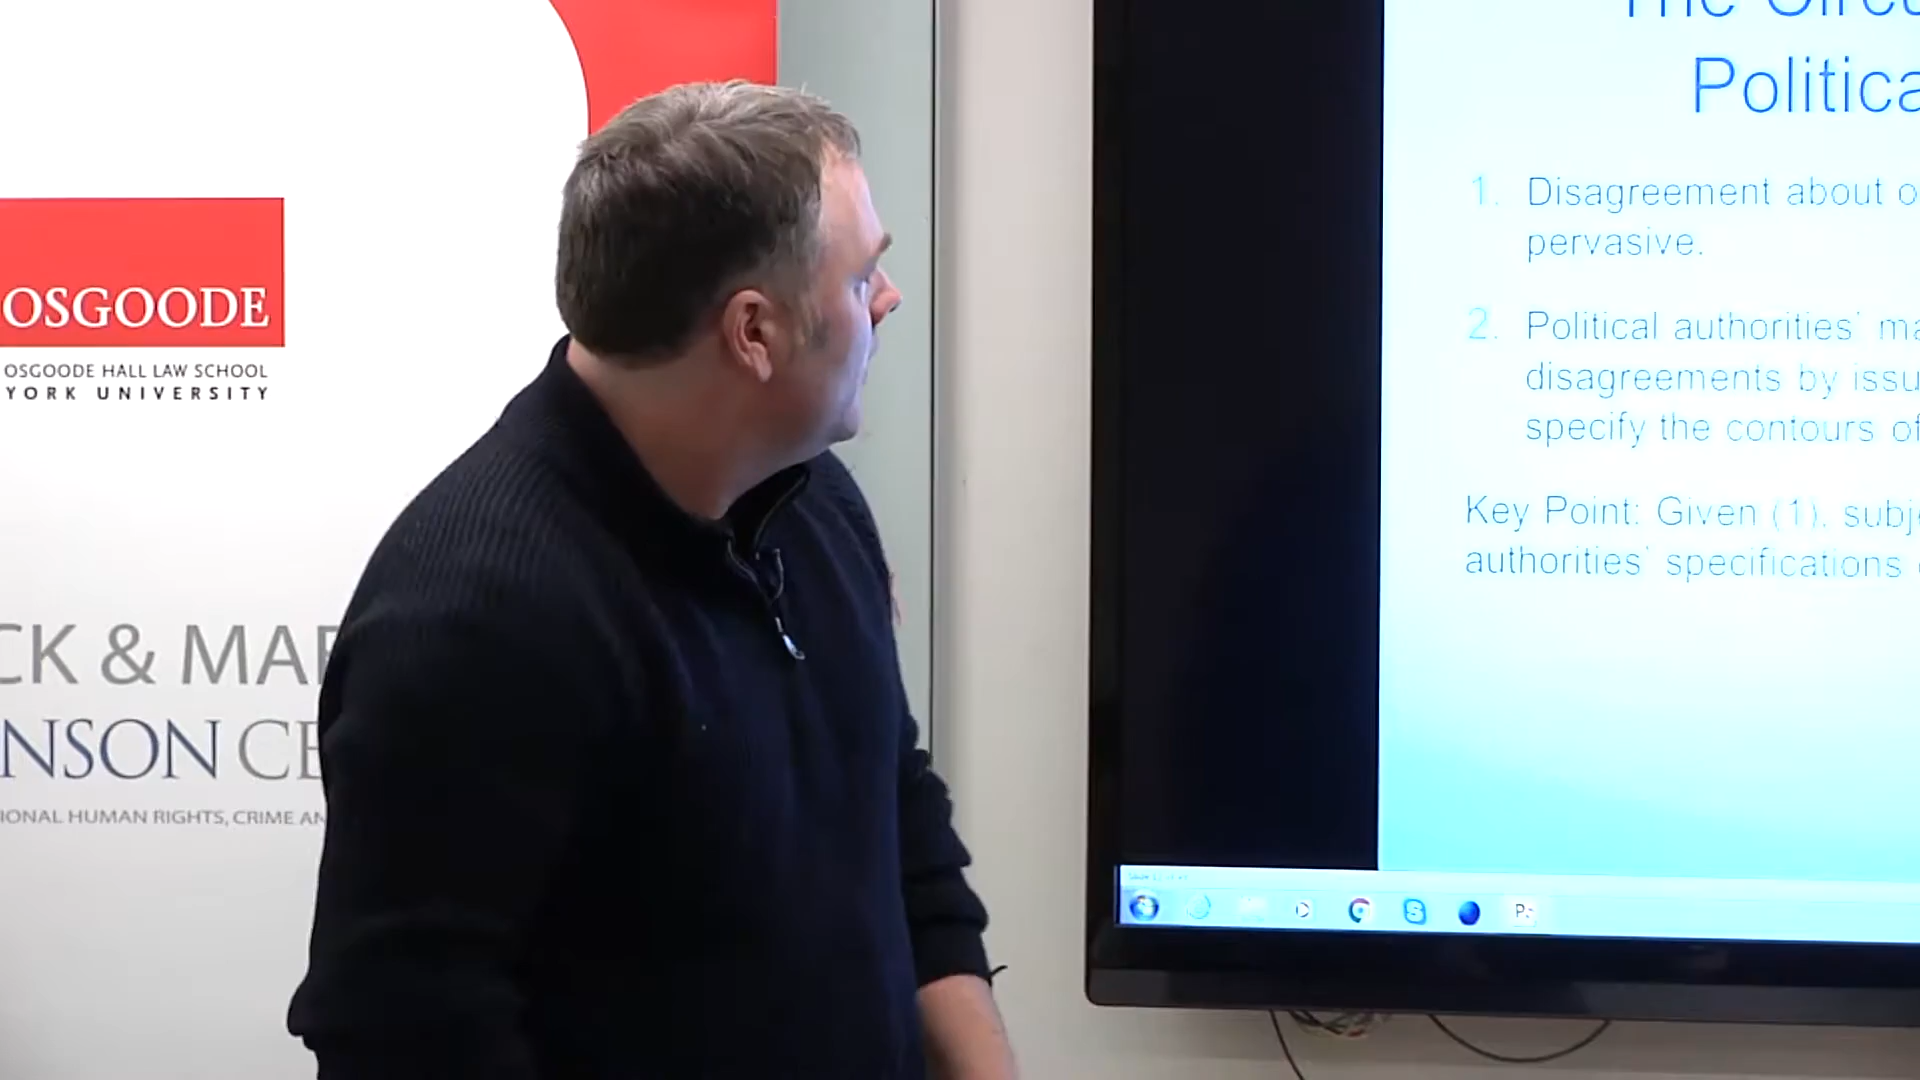 OSGOODE
OSGOODE HALL LAW SCHOOL
YORK UNIVERSITY
CK & MAR
NSON CE
IONAL HUMAN RIGHTS, CRIME AN
The Circu
Politica
1. Disagreement about o
pervasive.
2. Political authorities' ma
disagreements by issu
specify the contours of
Key Point: Given (1), subje
authorities' specifications